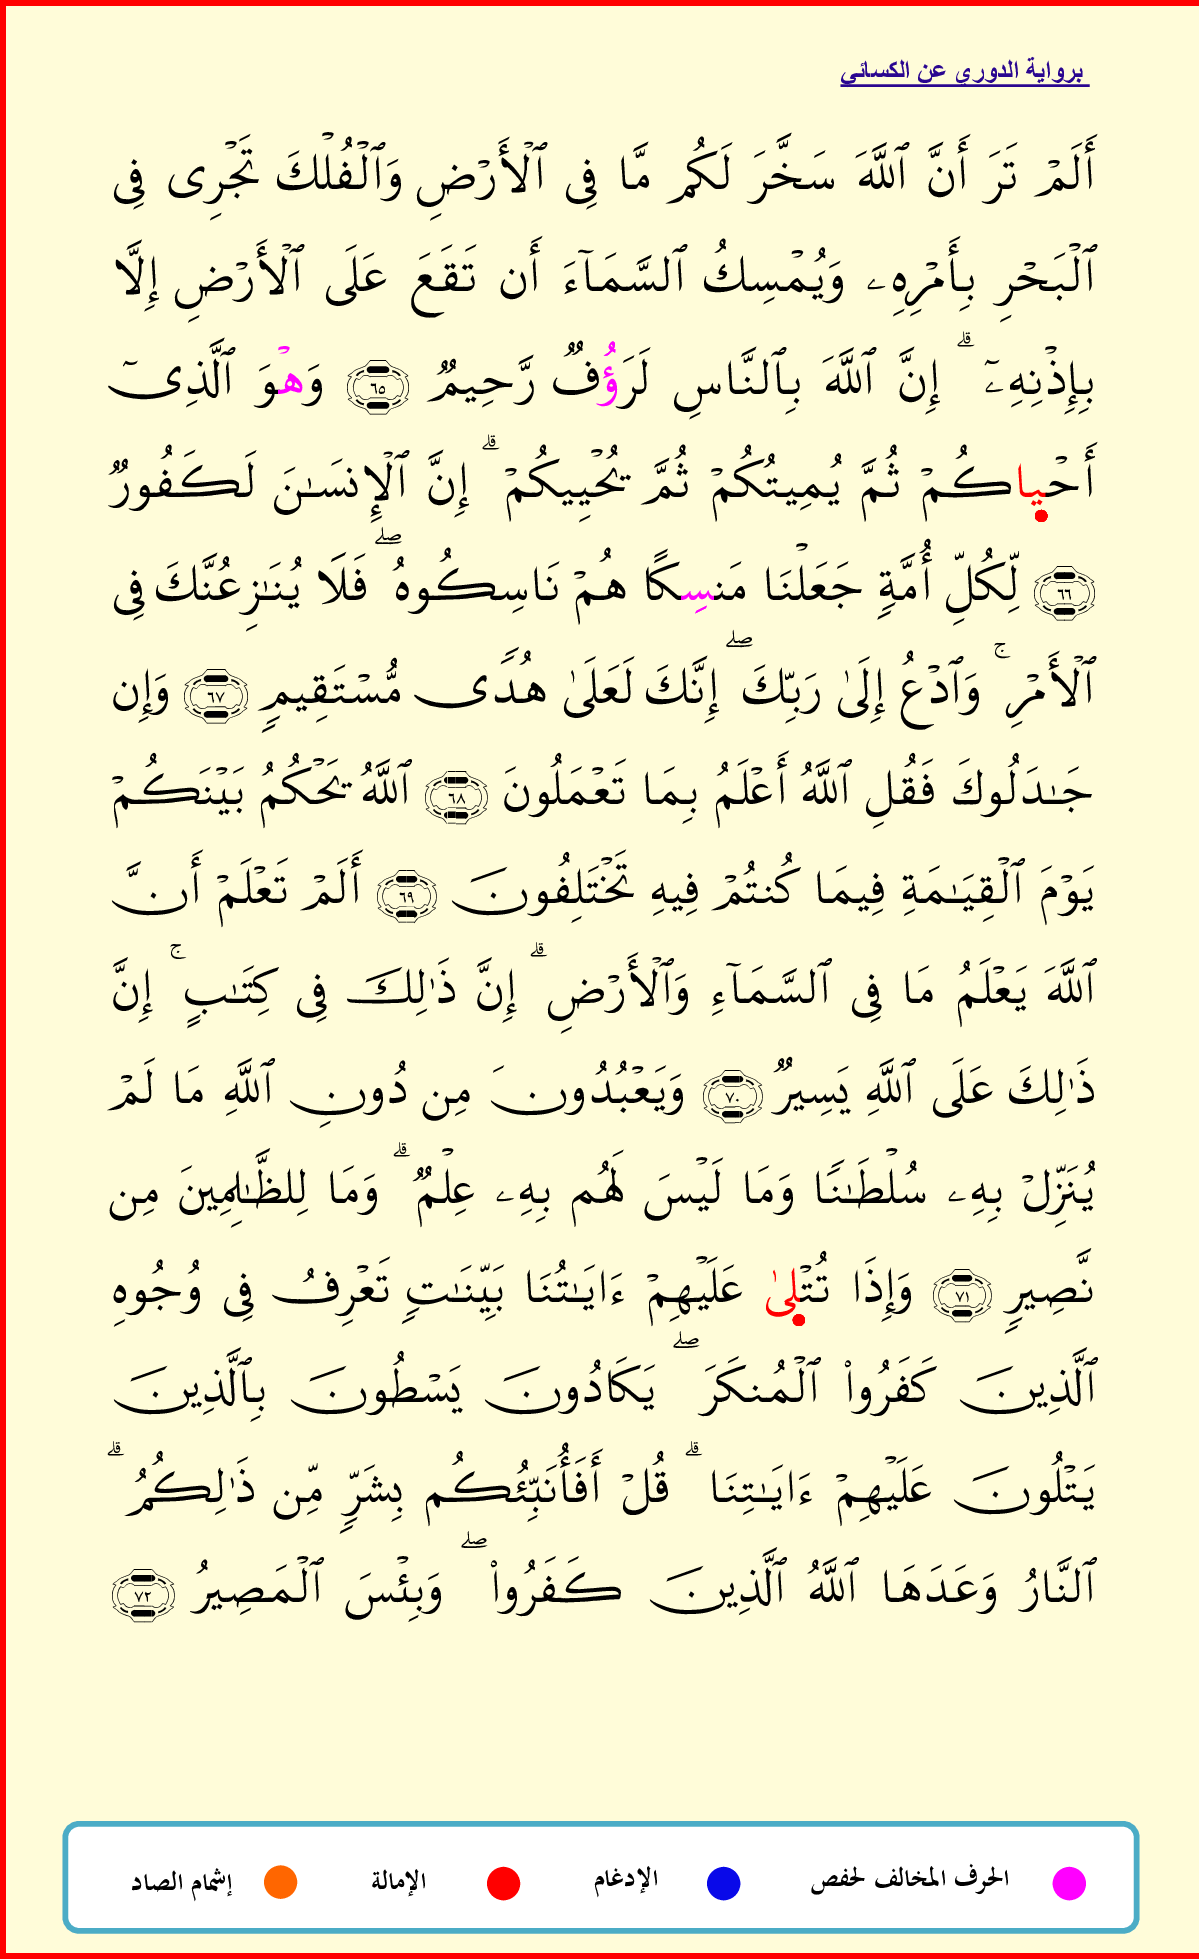 برواية الدوري عن الكسائي
أَلَمْ تَرَ أَنَّ ٱللَّهَ سَخَّرَ لَكُم مَّا فِى ٱلْأَرْضِ وَٱلْفُلْكَ تَجْرِى فِى
ٱلْبَحْرِ بِأَمْرِهِۦ وَيُمْسِكُ ٱلسَّمَآءَ أَن تَقَعَ عَلَى ٱلْأَرْضِ إِلَّا
بِإِذْنِهِۦٓ ۗ إِنَّ ٱللَّهَ بِٱلنَّاسِ لَرَؤُفٌ رَّحِيمٌ ٦٥ وَهْوَ ٱلَّذِىٓ
أَحْياكُمْ ثُمَّ يُمِيتُكُمْ ثُمَّ يُحْيِيكُمْ ۗ إِنَّ ٱلْإِنسَـٰنَ لَكَفُورٌ
٦٦ لِّكُلِّ أُمَّةٍ جَعَلْنَا مَنسِكًا هُمْ نَاسِكُوهُ ۖ فَلَا يُنَـٰزِعُنَّكَ فِى
ٱلْأَمْرِ ۚ وَٱدْعُ إِلَىٰ رَبِّكَ ۖ إِنَّكَ لَعَلَىٰ هُدًى مُّسْتَقِيمٍ ٦٧ وَإِن
جَـٰدَلُوكَ فَقُلِ ٱللَّهُ أَعْلَمُ بِمَا تَعْمَلُونَ ٦٨ ٱللَّهُ يَحْكُمُ بَيْنَكُمْ
يَوْمَ ٱلْقِيَـٰمَةِ فِيمَا كُنتُمْ فِيهِ تَخْتَلِفُونَ ٦٩ أَلَمْ تَعْلَمْ أَنَّ
ٱللَّهَ يَعْلَمُ مَا فِى ٱلسَّمَآءِ وَٱلْأَرْضِ ۗ إِنَّ ذَٰلِكَ فِى كِتَـٰبٍ ۚ إِنَّ
ذَٰلِكَ عَلَى ٱللَّهِ يَسِيرٌ ٧٠ وَيَعْبُدُونَ مِن دُونِ ٱللَّهِ مَا لَمْ
يُنَزِّلْ بِهِۦ سُلْطَـٰنًا وَمَا لَيْسَ لَهُم بِهِۦ عِلْمٌ ۗ وَمَا لِلظَّـٰلِمِينَ مِن
نَّصِيرٍ ٧١ وَإِذَا تُتْلىٰ عَلَيْهِمْ ءَايَـٰتُنَا بَيِّنَـٰتٍ تَعْرِفُ فِى وُجُوهِ
ٱلَّذِينَ كَفَرُوا۟ ٱلْمُنكَرَ ۖ يَكَادُونَ يَسْطُونَ بِٱلَّذِينَ
يَتْلُونَ عَلَيْهِمْ ءَايَـٰتِنَا ۗ قُلْ أَفَأُنَبِّئُكُم بِشَرٍّ مِّن ذَٰلِكُمُ ۗ
ٱلنَّارُ وَعَدَهَا ٱللَّهُ ٱلَّذِينَ كَفَرُوا۟ ۖ وَبِئْسَ ٱلْمَصِيرُ ٧٢
الحرف المخالف لحفص الإدغام الإمالة إشمام الصاد